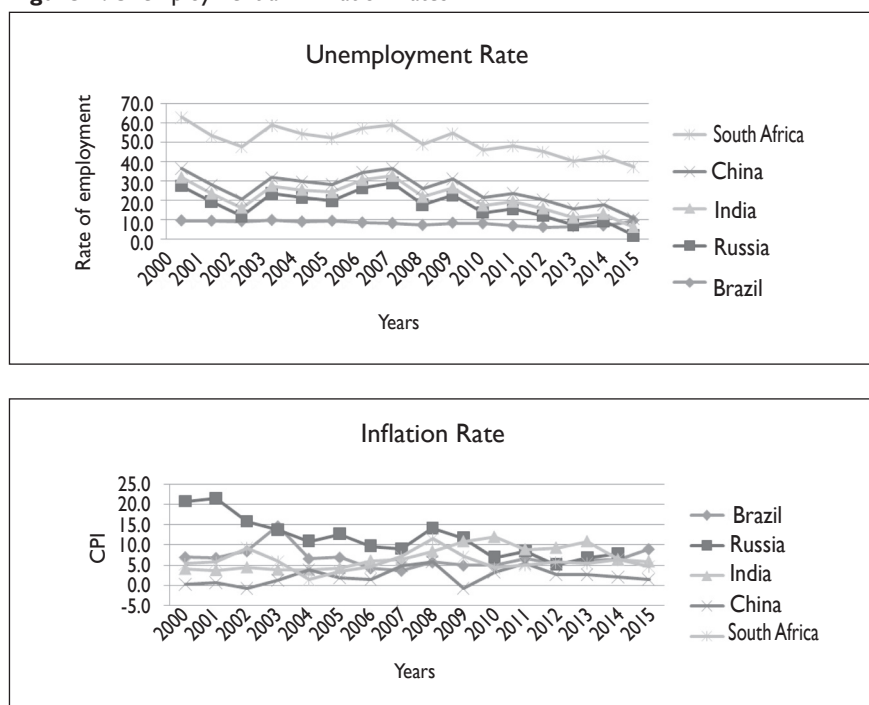 Unemployment Rate
Rate of employment
70.0
60.0
50.0
40.0
30.0
20.0
10.0
0.0
2000
2001
2002
2003
2004
2005
2006
2007
2008
2009
2010
2011
2012
2013
2014
2015
Years
South Africa
China
India
Russia
Brazil
Inflation Rate
CPI
25.0
20.0
15.0
10.0
5.0
0.0
-5.0
2000
2001
2002
2003
2004
2005
2006
2007
2008
2009
2010
2011
2012
2013
2014
2015
Years
Brazil
Russia
India
China
South Africa